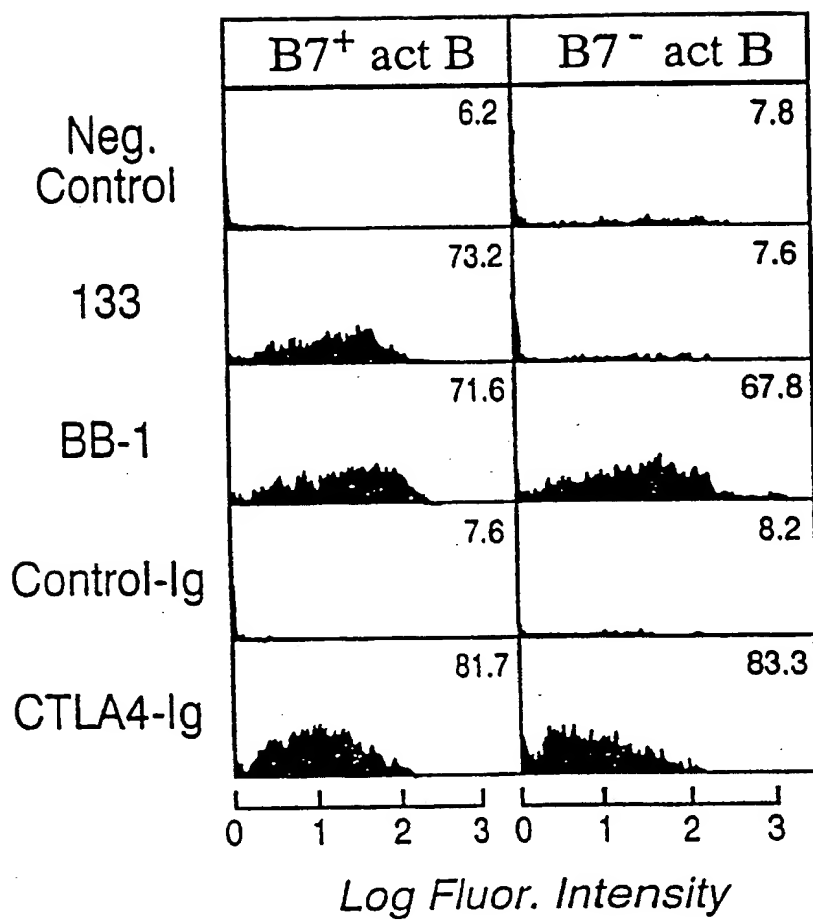 B7⁺ act B B7⁻ act B
Neg. Control 6.2 7.8
133 73.2 7.6
BB-1 71.6 67.8
Control-Ig 7.6 8.2
CTLA4-Ig 81.7 83.3
0 1 2 3 0 1 2 3
Log Fluor. Intensity